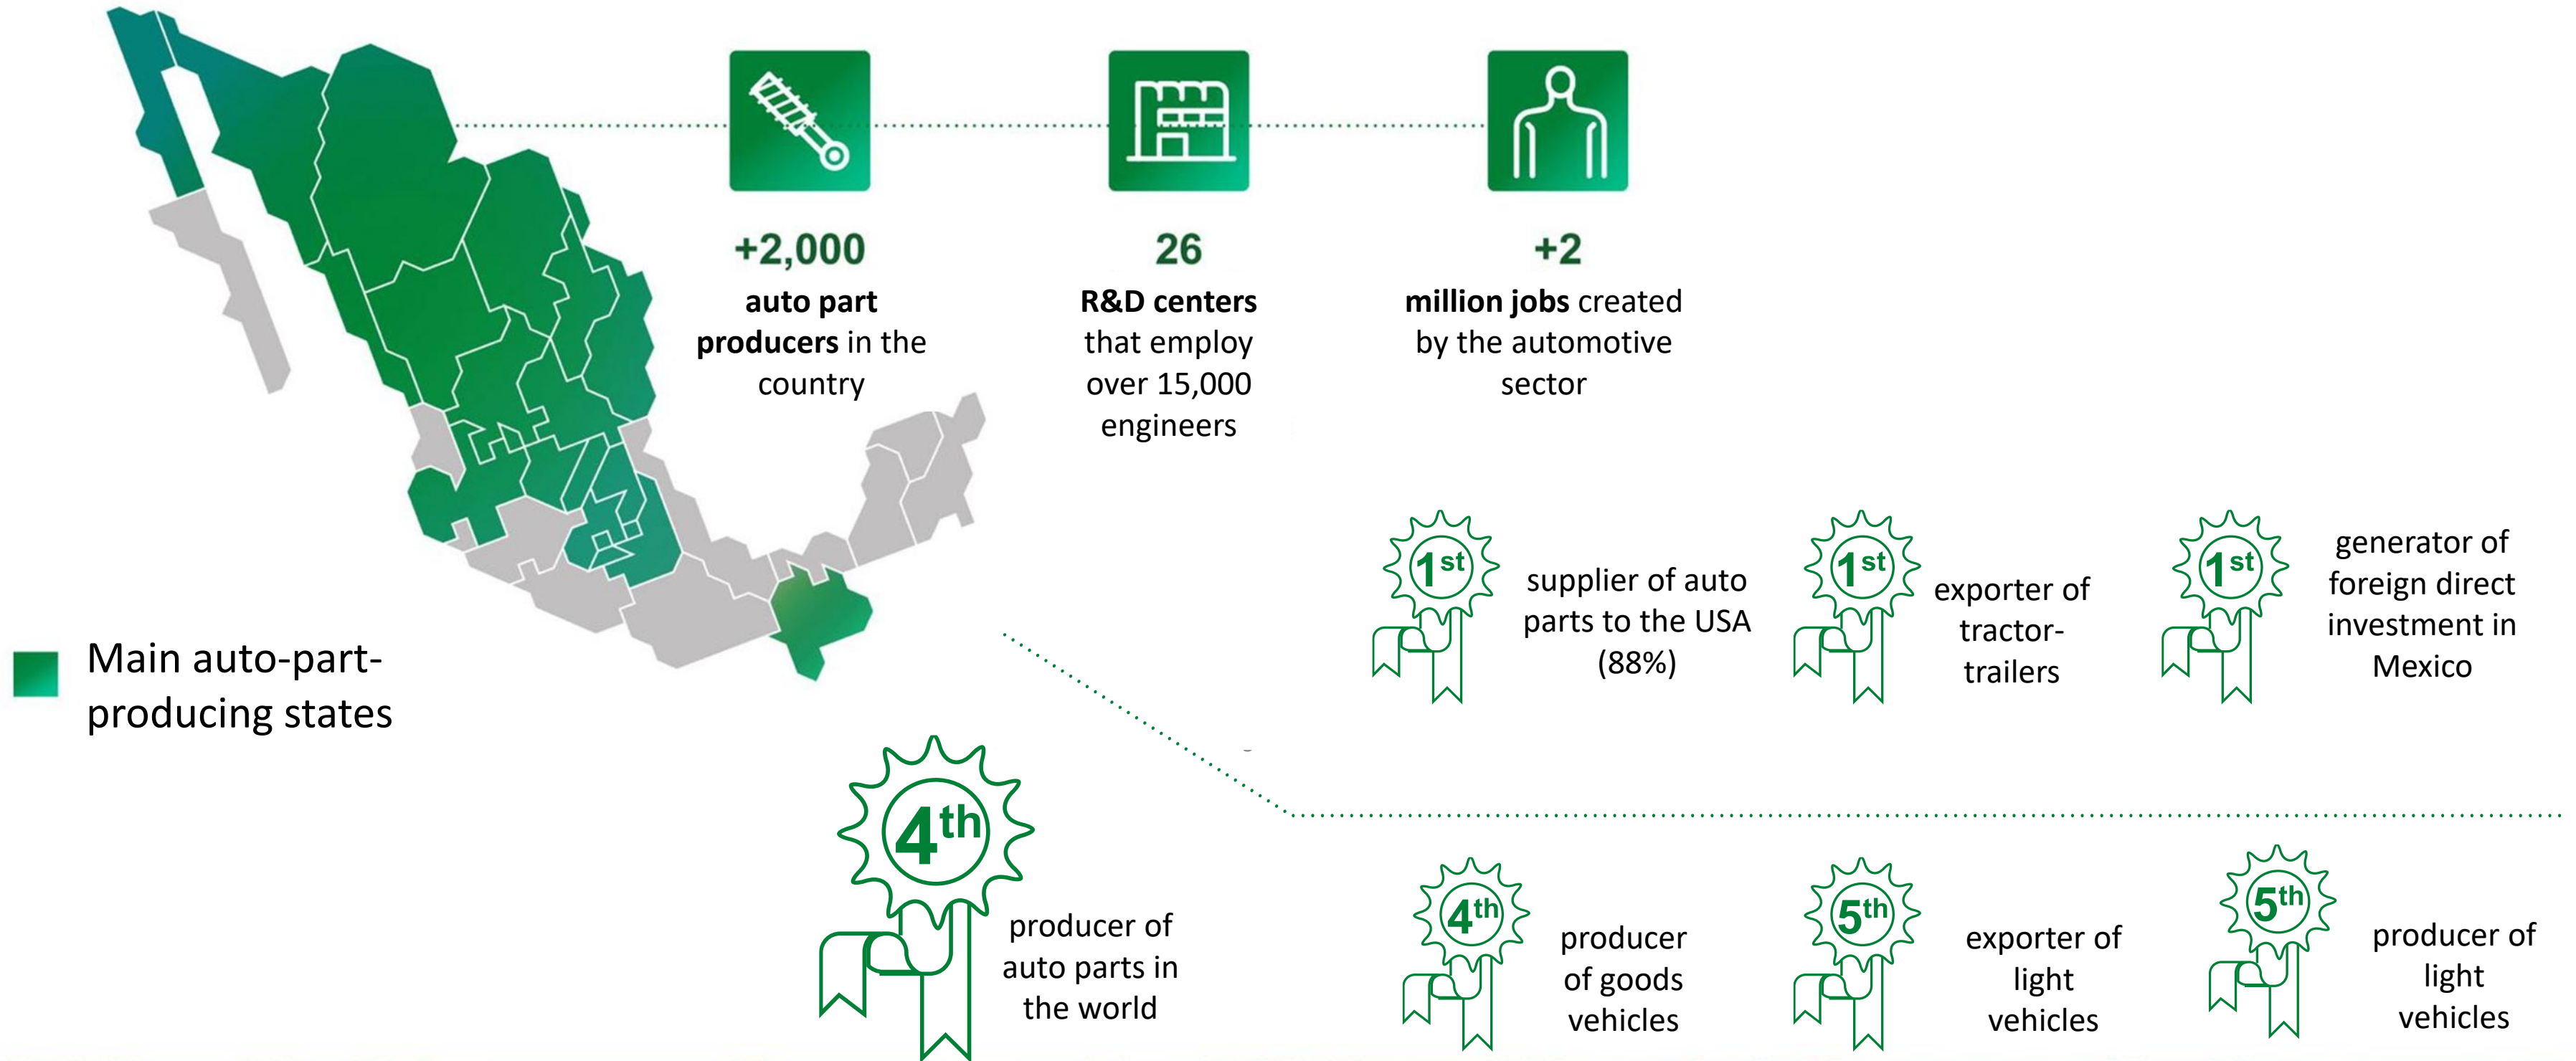 +2,000
auto part
producers in the
country
26
R&D centers
that employ
over 15,000
engineers
+2
million jobs created
by the automotive
sector
Main auto-part-
producing states
1st
supplier of auto
parts to the USA
(88%)
1st
exporter of
tractor-
trailers
1st
generator of
foreign direct
investment in
Mexico
4th
producer of
auto parts in
the world
4th
producer
of goods
vehicles
5th
exporter of
light
vehicles
5th
producer of
light
vehicles